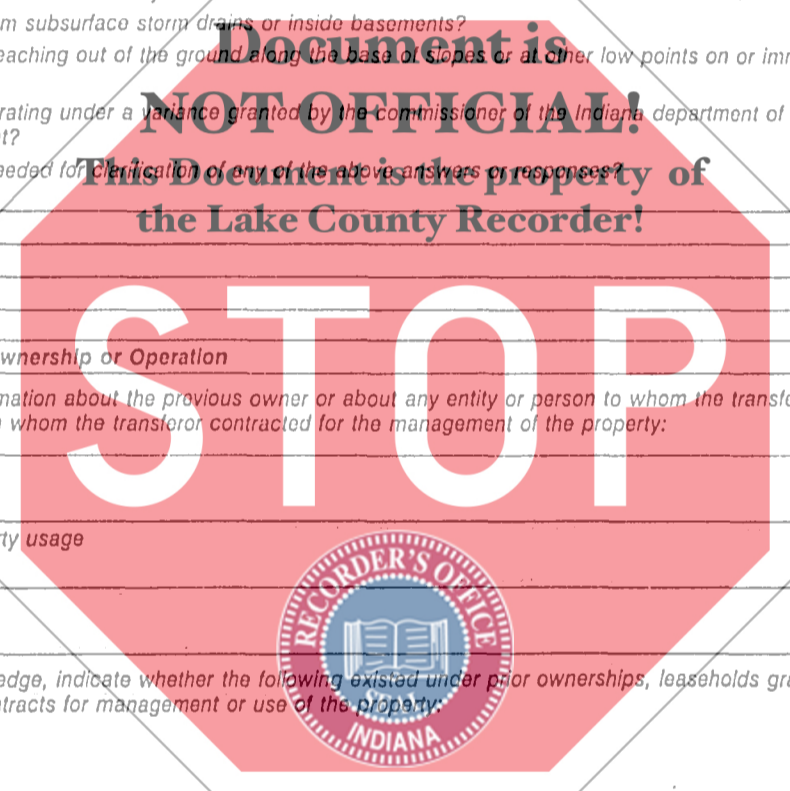 m subsurface storm drains or inside basements?
Document is
eaching out of the ground along the base of slopes or at other low points on or imm
NOT OFFICIAL!
rating under a variance granted by the commissioner of the Indiana department of
t?
eeded for clarification of any of the above answers or responses?
This Document is the property of
the Lake County Recorder!
STOP
wnership or Operation
mation about the previous owner or about any entity or person to whom the transfe
whom the transferor contracted for the management of the property:
rty usage
RECORDER'S OFFICE
edge, indicate whether the following existed under prior ownerships, leaseholds gra
tracts for management or use of the property:
SEAL
INDIANA